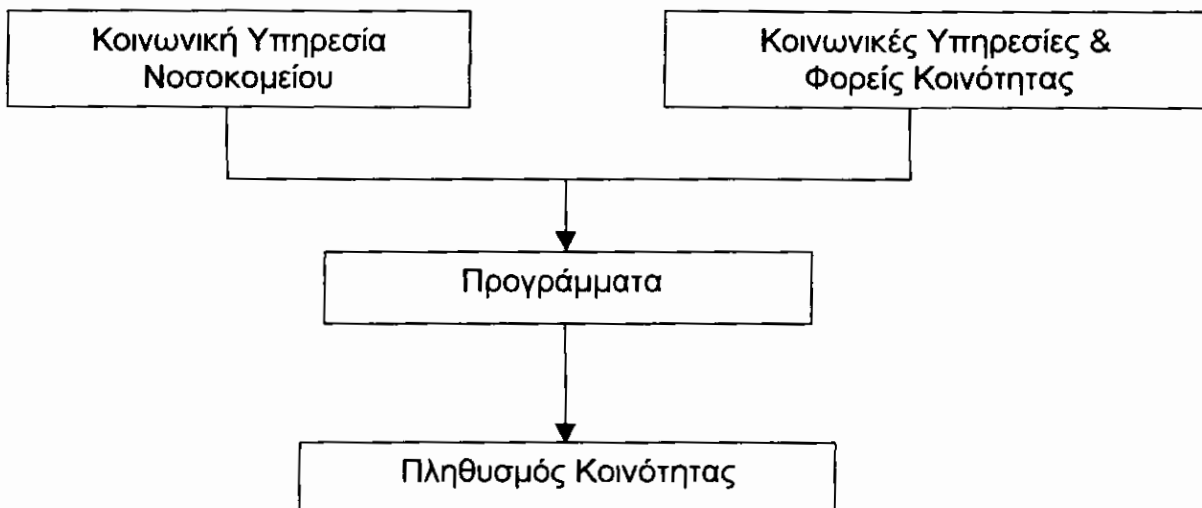 Κοινωνική Υπηρεσία
Νοσοκομείου
Κοινωνικές Υπηρεσίες &
Φορείς Κοινότητας
Προγράμματα
Πληθυσμός Κοινότητας